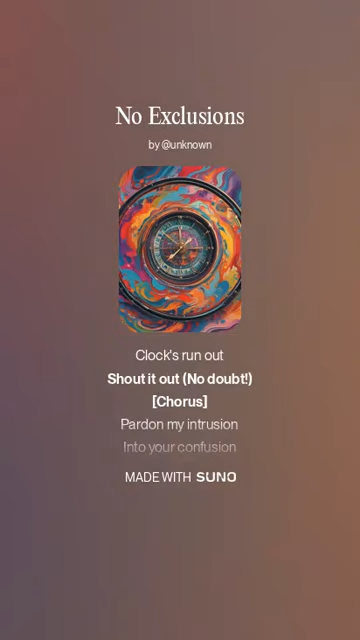 No Exclusions
by @unknown
Clock's run out
Shout it out (No doubt!)
[Chorus]
Pardon my intrusion
Into your confusion
MADE WITH SUNO